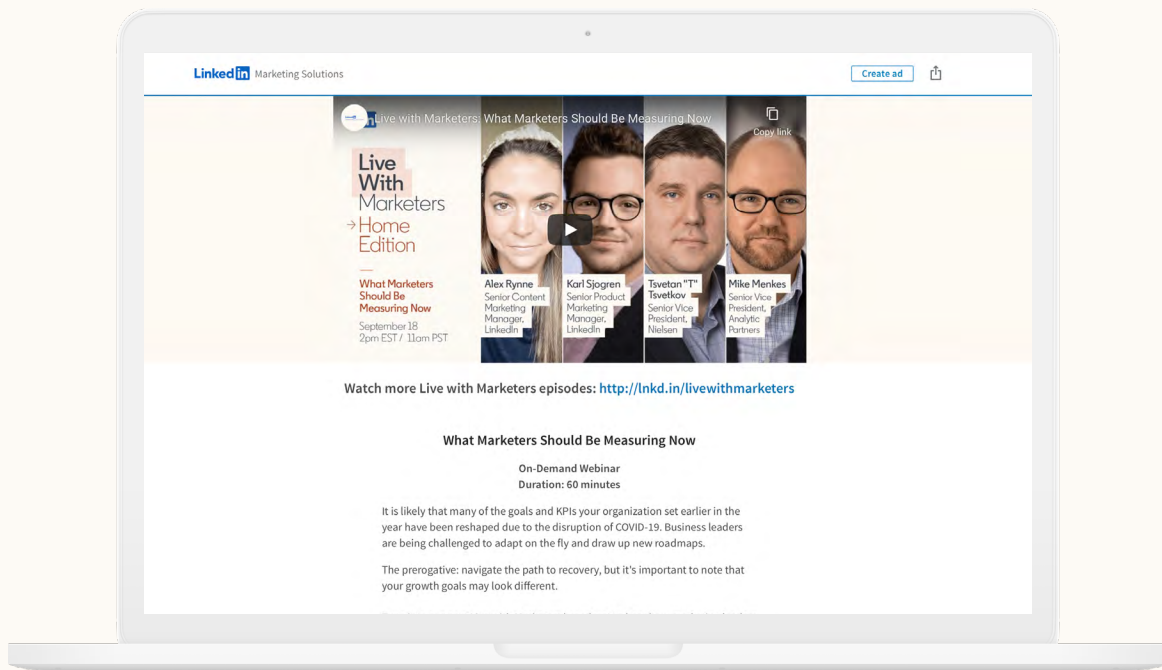 Linked in Marketing Solutions
Create ad
Live with Marketers: What Marketers Should Be Measuring Now
Copy link
Live
With
Marketers
→Home
Edition
What Marketers
Should Be
Measuring Now
September 18
2pm EST / 11am PST
Alex Rynne
Senior Content
Marketing
Manager,
LinkedIn
Karl Sjogren
Senior Product
Marketing
Manager,
LinkedIn
Tsvetan "T"
Tsvetkov
Senior Vice
President,
Nielsen
Mike Menkes
Senior Vice
President,
Analytic
Partners
Watch more Live with Marketers episodes: http://lnkd.in/livewithmarketers
What Marketers Should Be Measuring Now
On-Demand Webinar
Duration: 60 minutes
It is likely that many of the goals and KPIs your organization set earlier in the
year have been reshaped due to the disruption of COVID-19. Business leaders
are being challenged to adapt on the fly and draw up new roadmaps.
The prerogative: navigate the path to recovery, but it's important to note that
your growth goals may look different.